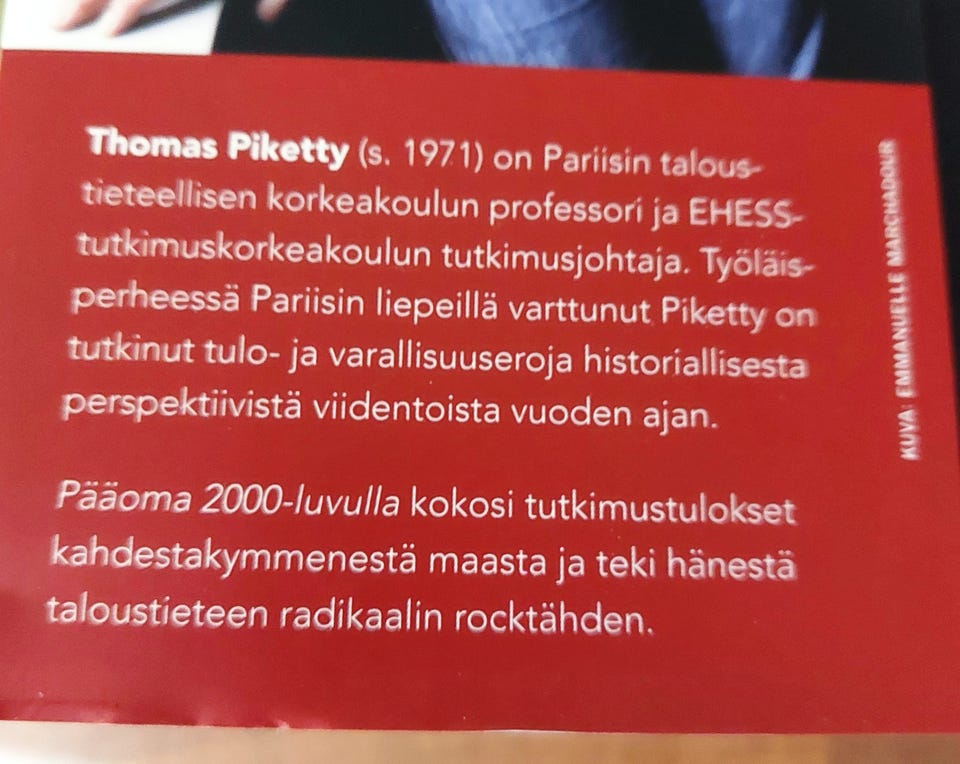 Thomas Piketty (s. 1971) on Pariisin talous-
tieteellisen korkeakoulun professori ja EHESS-
tutkimuskorkeakoulun tutkimusjohtaja. Työläis-
perheessä Pariisin liepeillä varttunut Piketty on
tutkinut tulo- ja varallisuuseroja historiallisesta
perspektiivistä viidentoista vuoden ajan.
Pääoma 2000-luvulla kokosi tutkimustulokset
kahdestakymmenestä maasta ja teki hänestä
taloustieteen radikaalin rocktähden.
KUVA: EMMANUELLE MARCHADOUR